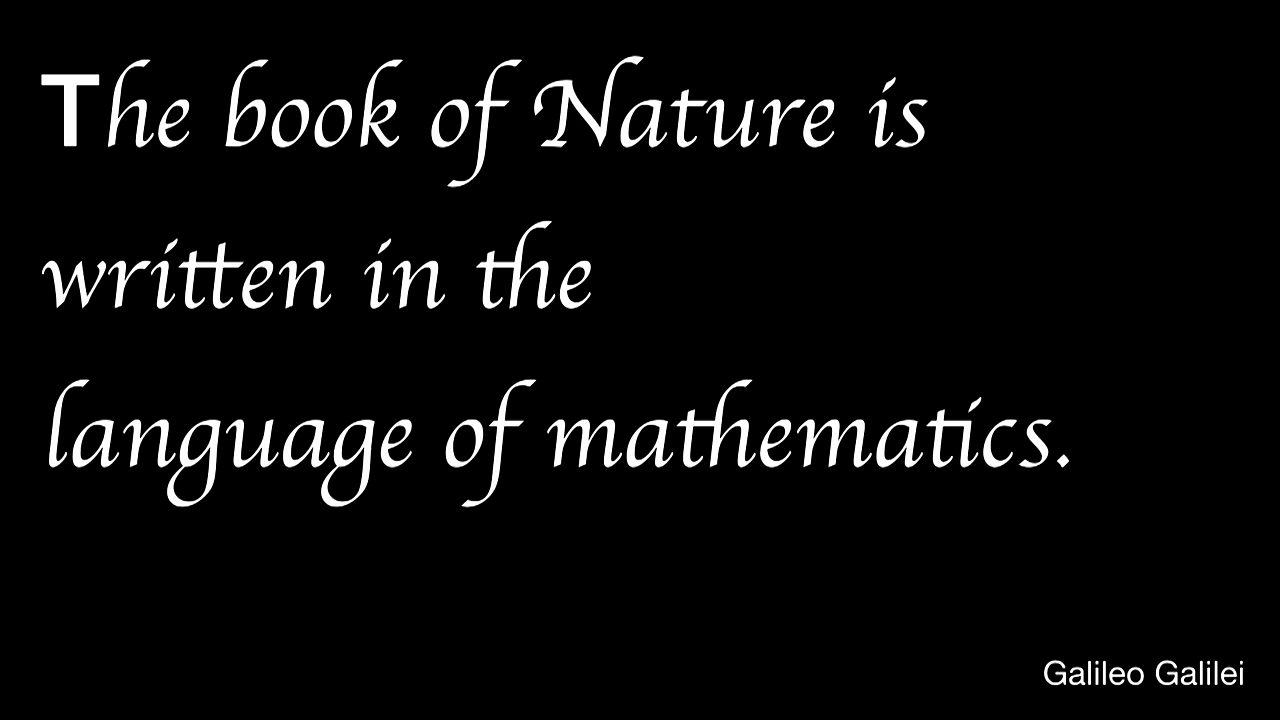 The book of Nature is
written in the
language of mathematics.
Galileo Galilei